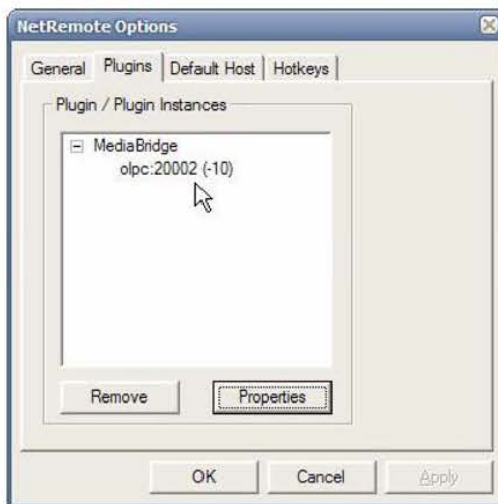 NetRemote Options
General Plugins Default Host Hotkeys
Plugin / Plugin Instances
MediaBridge
olpc:20002 (-10)
Remove Properties
OK Cancel Apply